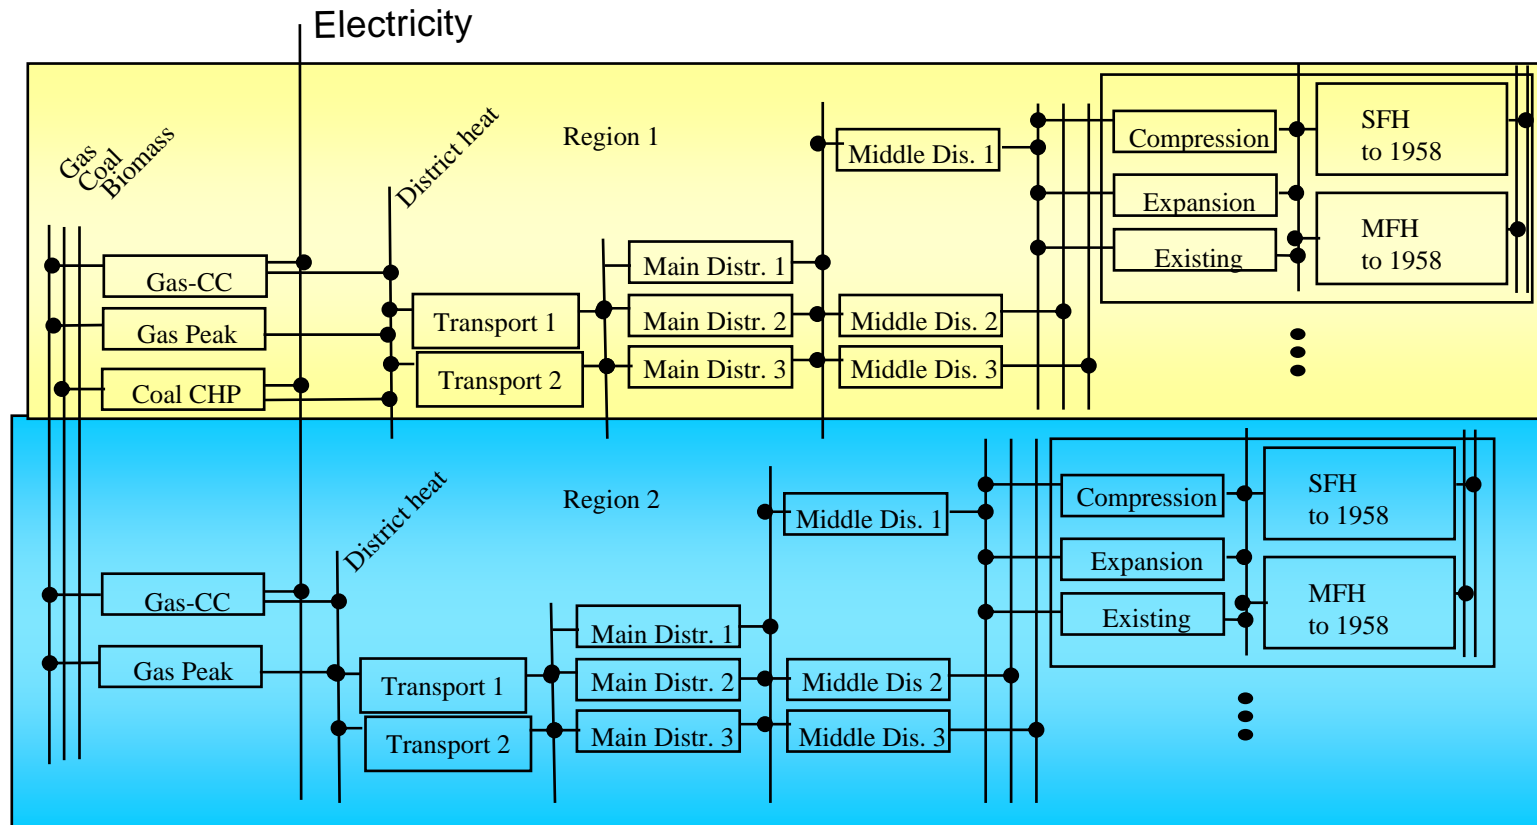 Electricity
Gas
Coal
Biomass
District heat
Region 1
Middle Dis. 1
Compression
SFH
to 1958
Expansion
MFH
to 1958
Existing
Gas-CC
Main Distr. 1
Gas Peak
Transport 1
Main Distr. 2
Middle Dis. 2
Coal CHP
Transport 2
Main Distr. 3
Middle Dis. 3
District heat
Region 2
Middle Dis. 1
Compression
SFH
to 1958
Expansion
MFH
to 1958
Existing
Gas-CC
Main Distr. 1
Gas Peak
Transport 1
Main Distr. 2
Middle Dis 2
Transport 2
Main Distr. 3
Middle Dis. 3